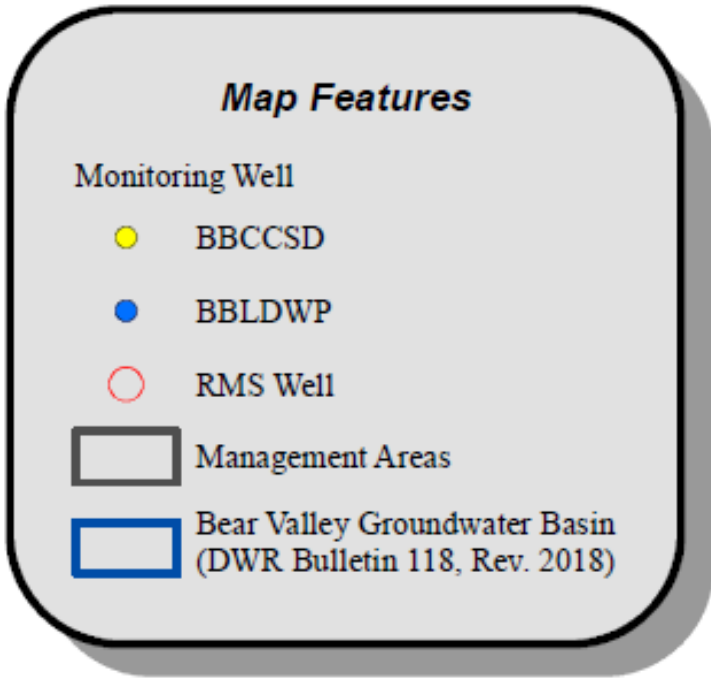 Map Features
Monitoring Well
BBCCSD
BBLDWP
RMS Well
Management Areas
Bear Valley Groundwater Basin
(DWR Bulletin 118, Rev. 2018)